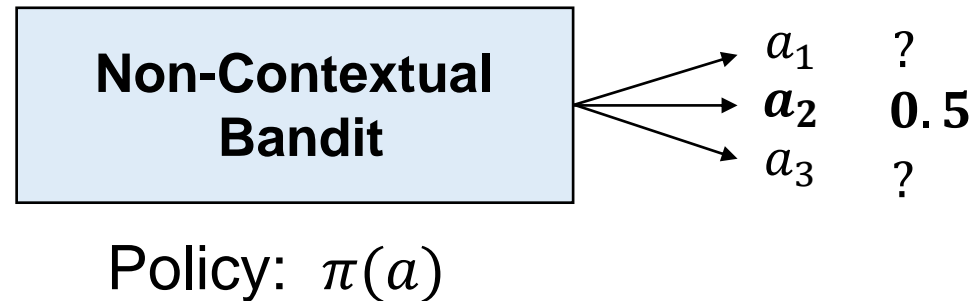 Non-Contextual
Bandit
a₁ ?
a₂ 0.5
a₃ ?
Policy: π(a)